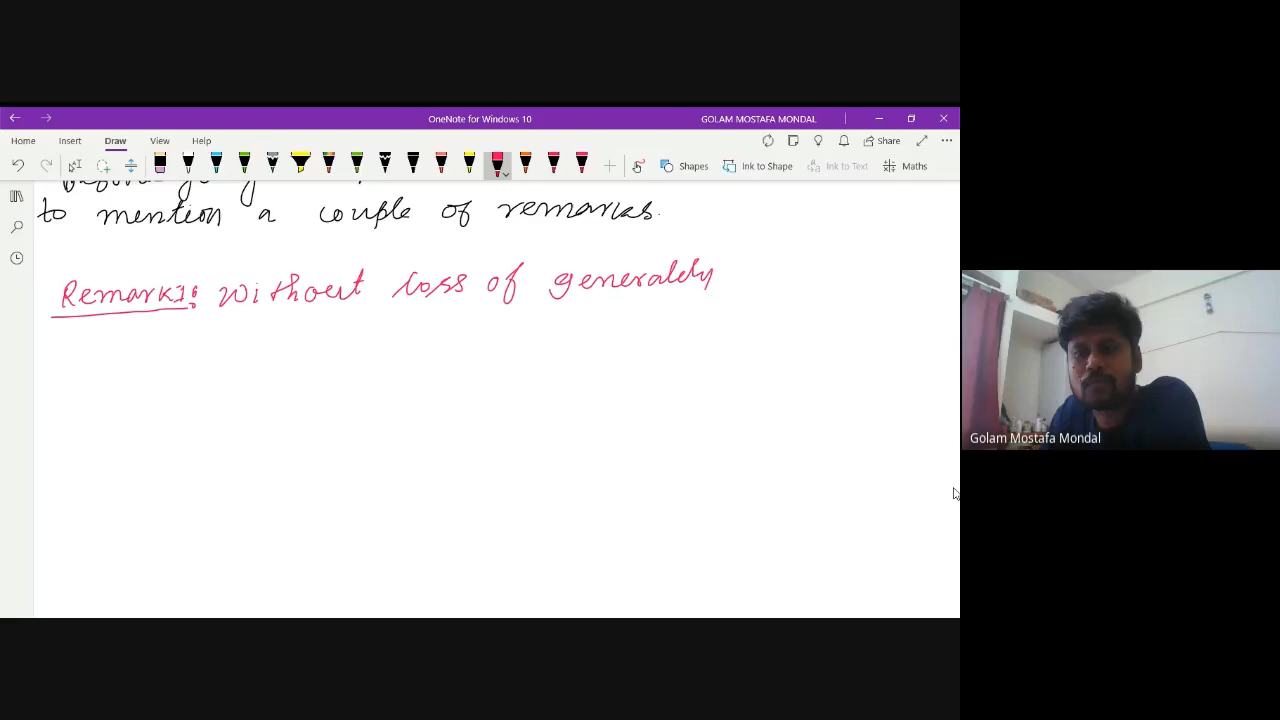 OneNote for Windows 10
GOLAM MOSTAFA MONDAL
Home Insert Draw View Help
Share
Shapes Ink to Shape Ink to Text Maths
to mention a couple of remarks.
Remark1: Without loss of generality
Golam Mostafa Mondal